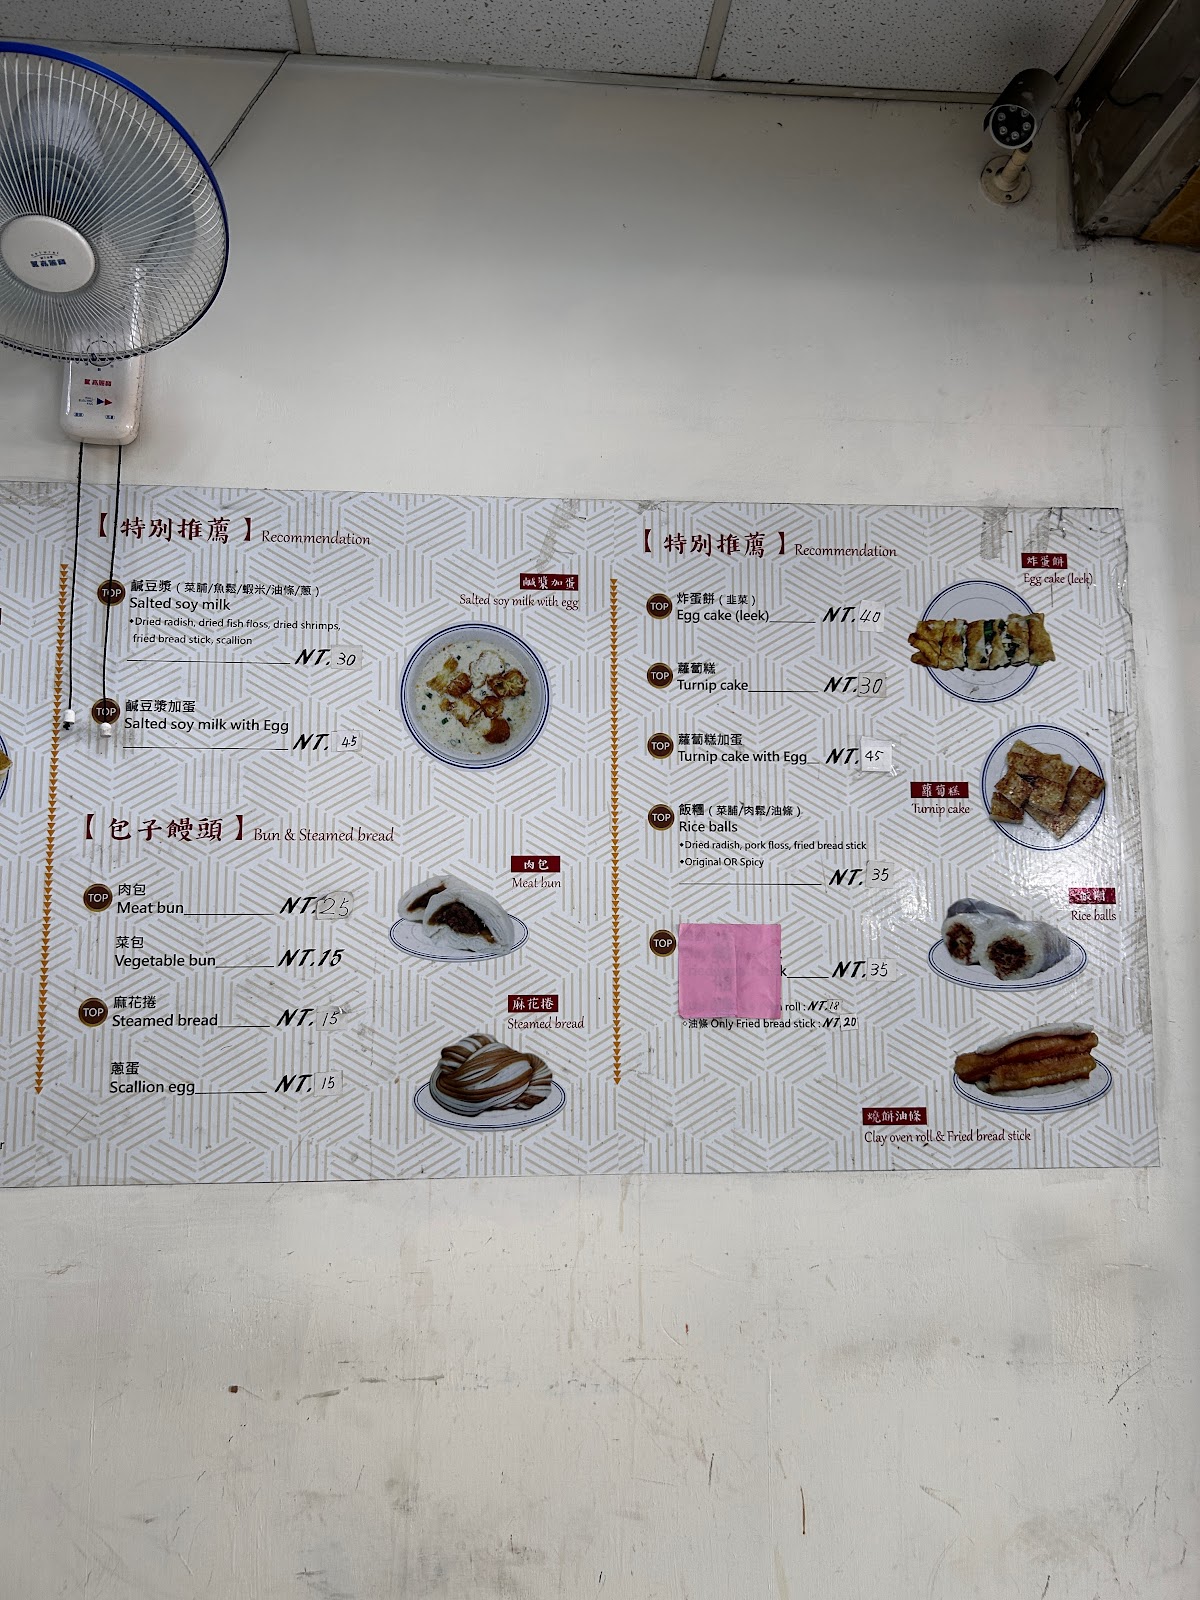 【特別推薦】Recommendation
TOP 鹹豆漿（菜脯/魚鬆/蝦米/油條/蔥）
Salted soy milk
•Dried radish, dried fish floss, dried shrimps,
fried bread stick, scallion
NT. 30
TOP 鹹豆漿加蛋
Salted soy milk with Egg
NT. 45
鹹漿加蛋
Salted soy milk with egg
【包子饅頭】Bun & Steamed bread
TOP 肉包
Meat bun NT. 25
菜包
Vegetable bun NT. 15
TOP 麻花捲
Steamed bread NT. 15
蔥蛋
Scallion egg NT. 15
肉包
Meat bun
麻花捲
Steamed bread
【特別推薦】Recommendation
TOP 炸蛋餅（韭菜）
Egg cake (leek) NT. 40
TOP 蘿蔔糕
Turnip cake NT. 30
TOP 蘿蔔糕加蛋
Turnip cake with Egg NT. 45
TOP 飯糰（菜脯/肉鬆/油條）
Rice balls
•Dried radish, pork floss, fried bread stick
•Original OR Spicy
NT. 35
TOP
k NT. 35
roll : NT. 18
○油條 Only Fried bread stick : NT. 20
炸蛋餅
Egg cake (leek)
蘿蔔糕
Turnip cake
飯糰
Rice balls
燒餅油條
Clay oven roll & Fried bread stick